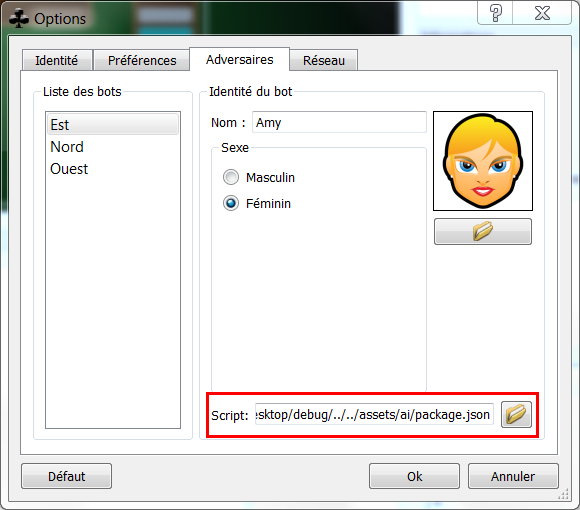 Options
?
Identité Préférences Adversaires Réseau
Liste des bots
Est
Nord
Ouest
Identité du bot
Nom : Amy
Sexe
Masculin
Féminin
Script: esktop/debug/../../assets/ai/package.json
Défaut Ok Annuler